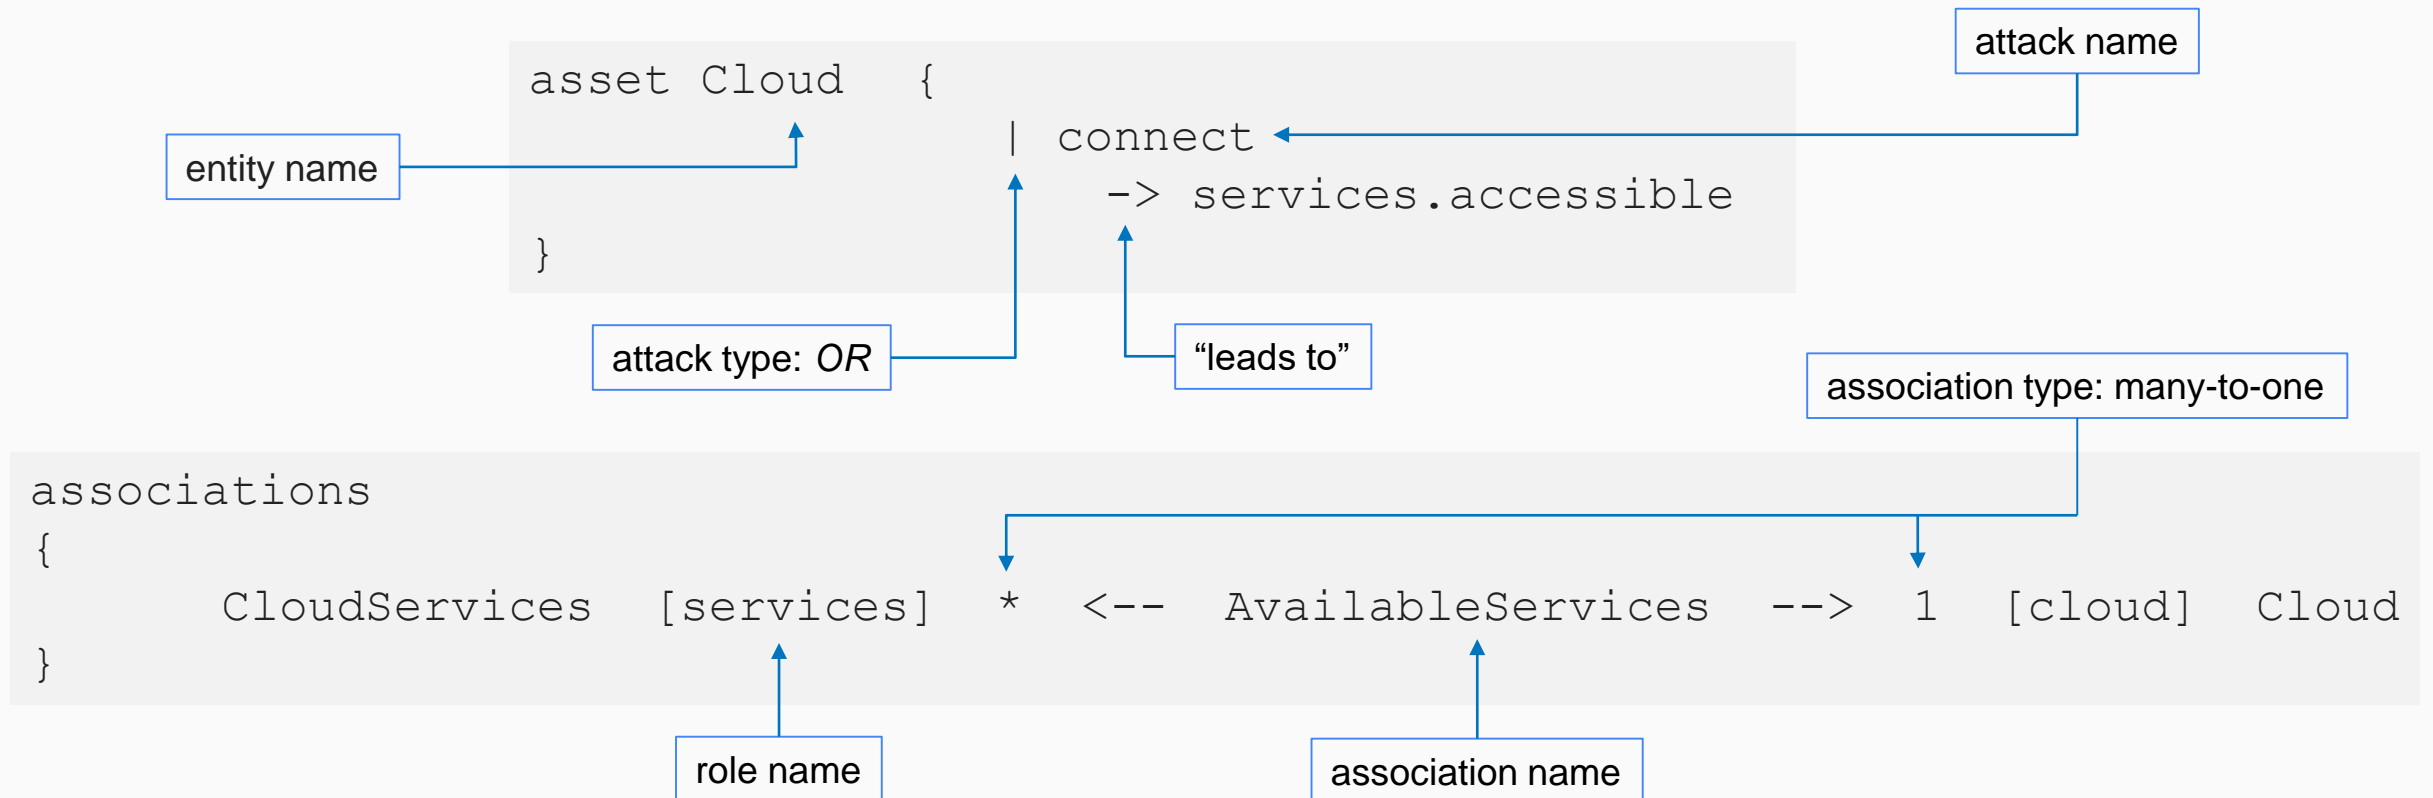 attack name
asset Cloud {
| connect
entity name
-> services.accessible
}
attack type: OR
“leads to”
association type: many-to-one
associations
{
CloudServices [services] * <-- AvailableServices --> 1 [cloud] Cloud
}
role name
association name